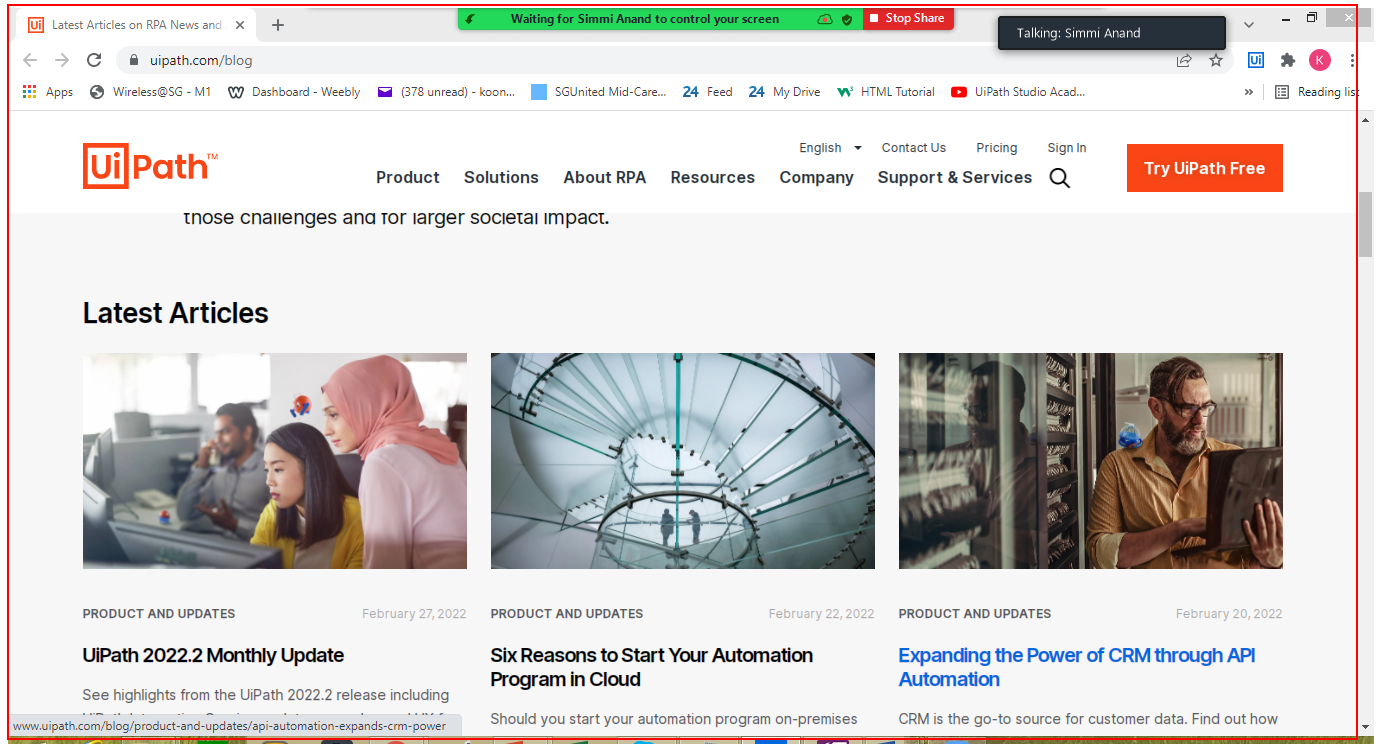 Latest Articles on RPA News and
Waiting for Simmi Anand to control your screen
Stop Share
Talking: Simmi Anand
uipath.com/blog
Ui
K
Apps
Wireless@SG - M1
Dashboard - Weebly
(378 unread) - koon...
SGUnited Mid-Care...
24 Feed
24 My Drive
HTML Tutorial
UiPath Studio Acad...
»
Reading list
English
Contact Us
Pricing
Sign In
UiPath™
Product
Solutions
About RPA
Resources
Company
Support & Services
Try UiPath Free
those challenges and for larger societal impact.
Latest Articles
PRODUCT AND UPDATES
February 27, 2022
UiPath 2022.2 Monthly Update
See highlights from the UiPath 2022.2 release including
PRODUCT AND UPDATES
February 22, 2022
Six Reasons to Start Your Automation
Program in Cloud
Should you start your automation program on-premises
PRODUCT AND UPDATES
February 20, 2022
Expanding the Power of CRM through API
Automation
CRM is the go-to source for customer data. Find out how
www.uipath.com/blog/product-and-updates/api-automation-expands-crm-power